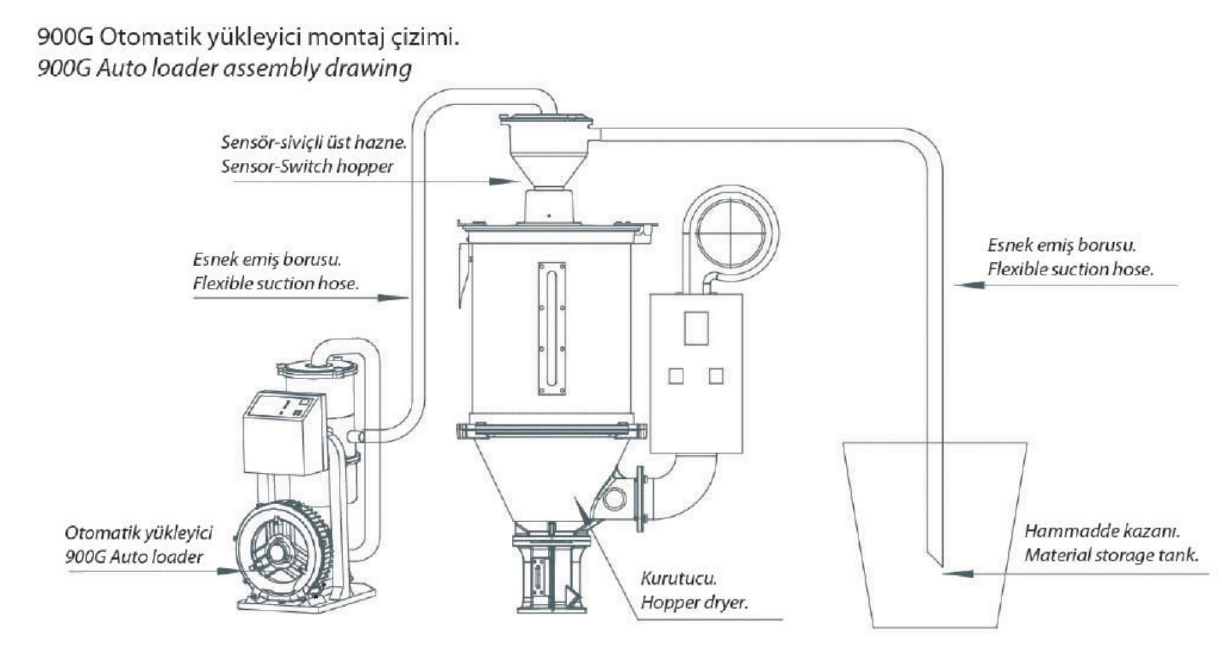 900G Otomatik yükleyici montaj çizimi.
900G Auto loader assembly drawing
Sensör-siviçli üst hazne.
Sensor-Switch hopper
Esnek emiş borusu.
Flexible suction hose.
Esnek emiş borusu.
Flexible suction hose.
Otomatik yükleyici
900G Auto loader
Hammadde kazanı.
Material storage tank.
Kurutucu.
Hopper dryer.